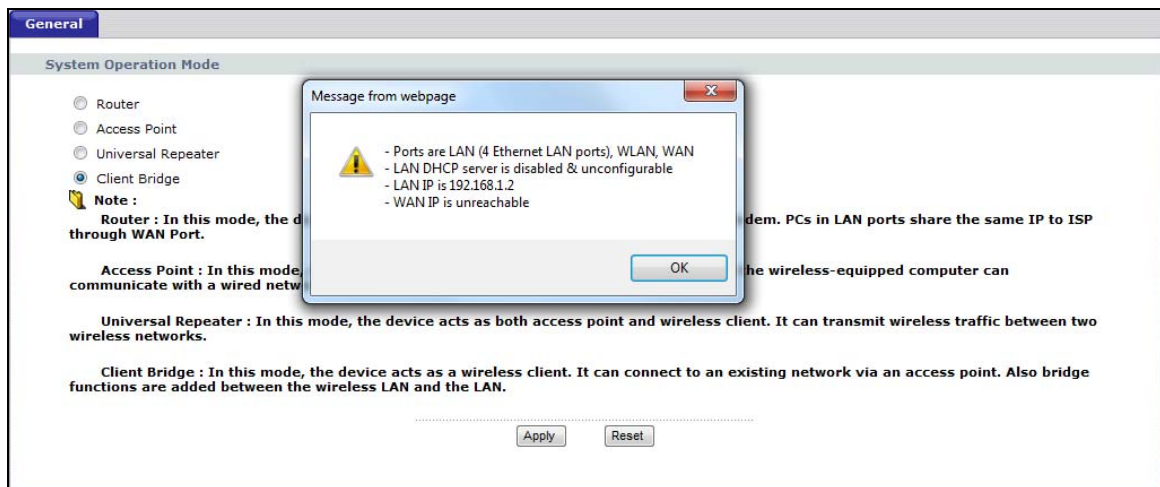 General
System Operation Mode
Router
Access Point
Universal Repeater
Client Bridge
Message from webpage
- Ports are LAN (4 Ethernet LAN ports), WLAN, WAN
- LAN DHCP server is disabled & unconfigurable
- LAN IP is 192.168.1.2
- WAN IP is unreachable
OK
Note :
Router : In this mode, the dem. PCs in LAN ports share the same IP to ISP
through WAN Port.
Access Point : In this mode, the wireless-equipped computer can
communicate with a wired
Universal Repeater : In this mode, the device acts as both access point and wireless client. It can transmit wireless traffic between two
wireless networks.
Client Bridge : In this mode, the device acts as a wireless client. It can connect to an existing network via an access point. Also bridge
functions are added between the wireless LAN and the LAN.
Apply Reset